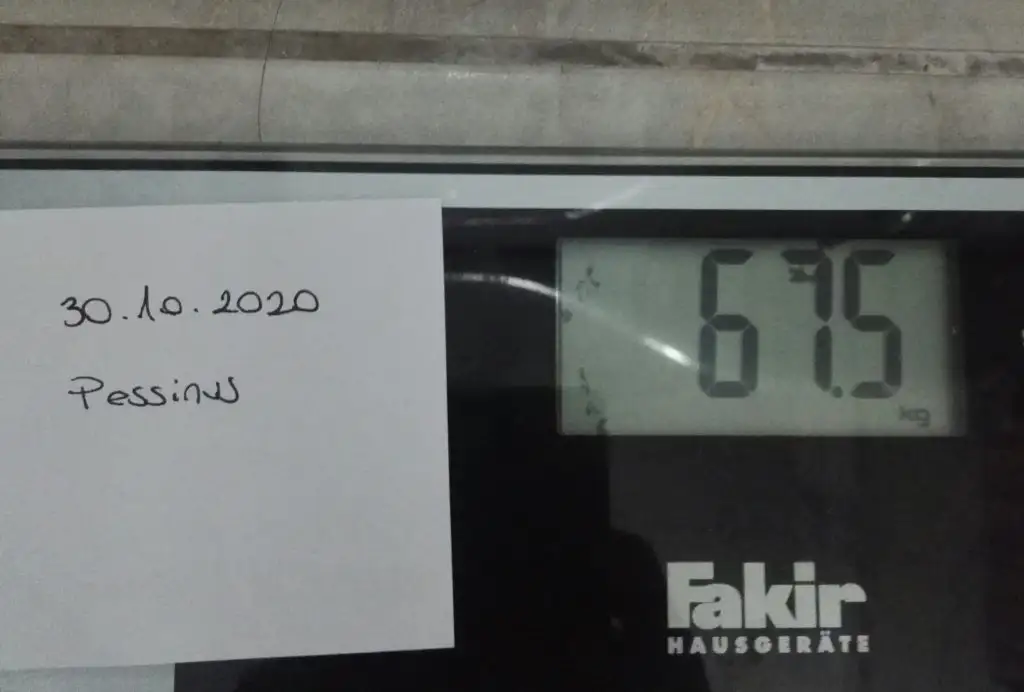 30.10.2020
Pessinus
67.5
kg
Fakir
HAUSGERÄTE